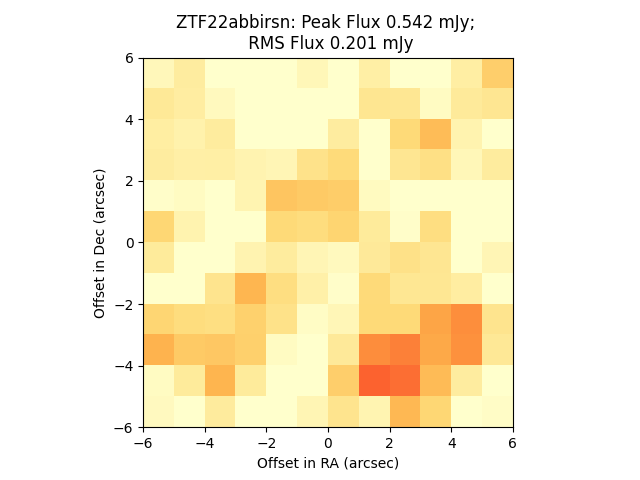 ZTF22abbirsn: Peak Flux 0.542 mJy;
RMS Flux 0.201 mJy
6
4
2
0
−2
−4
−6
Offset in Dec (arcsec)
−6 −4 −2 0 2 4 6
Offset in RA (arcsec)